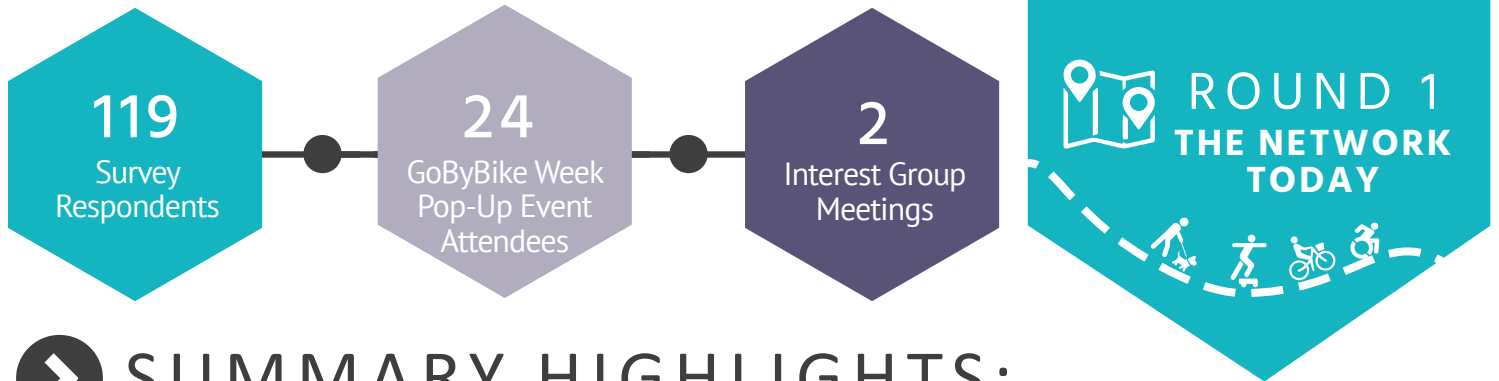 119
Survey
Respondents
24
GoByBike Week
Pop-Up Event
Attendees
2
Interest Group
Meetings
ROUND 1
THE NETWORK
TODAY
SUMMARY HIGHLIGHTS: